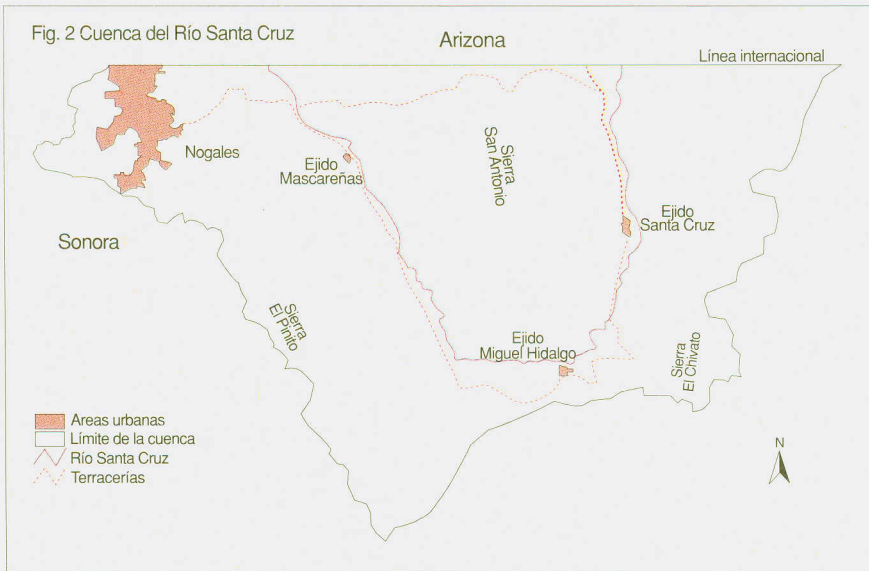 Fig. 2 Cuenca del Río Santa Cruz
Arizona
Línea internacional
Nogales
Ejido
Mascareñas
Sierra
San Antonio
Ejido
Santa Cruz
Sonora
Sierra
El Pinito
Ejido
Miguel Hidalgo
Sierra
El Chivato
Areas urbanas
Límite de la cuenca
Río Santa Cruz
Terracerías
N